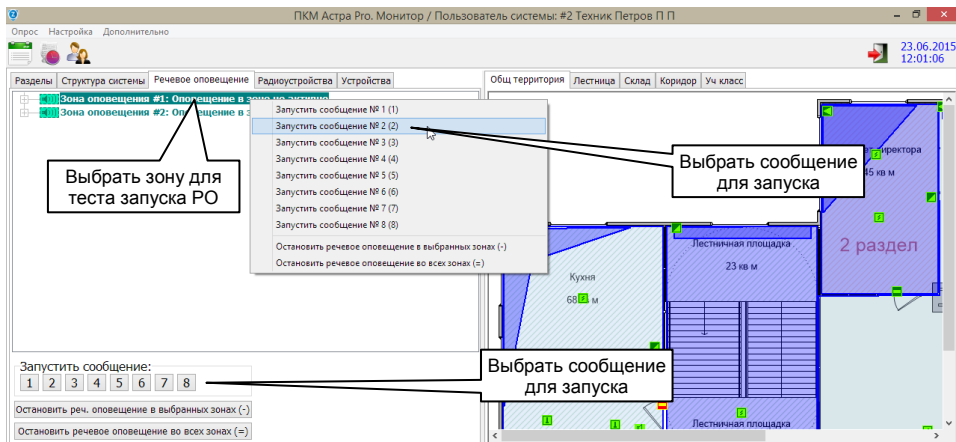 ПКМ Астра Pro. Монитор / Пользователь системы: #2 Техник Петров П П
Опрос Настройка Дополнительно
23.06.2015
12:01:06
Разделы Структура системы Речевое оповещение Радиоустройства Устройства
Общ территория Лестница Склад Коридор Уч класс
Зона оповещения #1: Оповещение в зоне не активно
Зона оповещения #2: Оповещение в з
Запустить сообщение № 1 (1)
Запустить сообщение № 2 (2)
Запустить сообщение № 3 (3)
Запустить сообщение № 4 (4)
Запустить сообщение № 5 (5)
Запустить сообщение № 6 (6)
Запустить сообщение № 7 (7)
Запустить сообщение № 8 (8)
Остановить речевое оповещение в выбранных зонах (-)
Остановить речевое оповещение во всех зонах (=)
Выбрать зону для
теста запуска РО
Выбрать сообщение
для запуска
директора
45 кв м
2 раздел
Лестничная площадка
23 кв м
Кухня
68 м
Запустить сообщение:
1 2 3 4 5 6 7 8
Выбрать сообщение
для запуска
Остановить реч. оповещение в выбранных зонах (-)
Остановить речевое оповещение во всех зонах (=)
Лестничная площадка